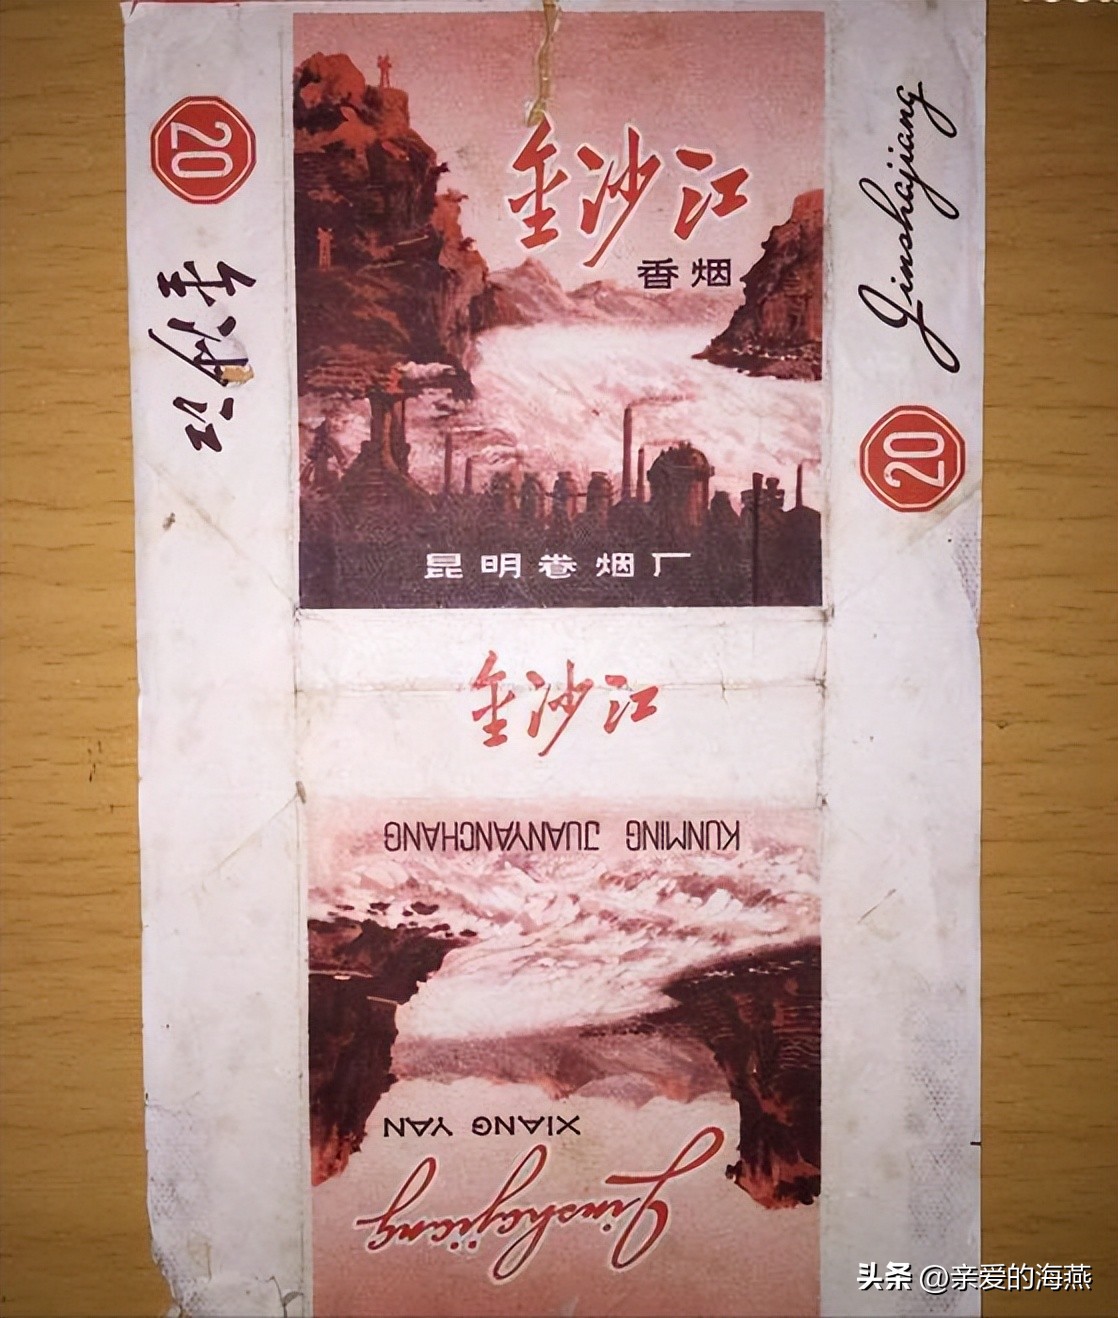 20
金沙江
金沙江
香烟
昆明卷烟厂
Jinshajiang
20
金沙江
KUNMING JUANYANCHANG
XIANG YAN
Jinshajiang
头条 @亲爱的海燕